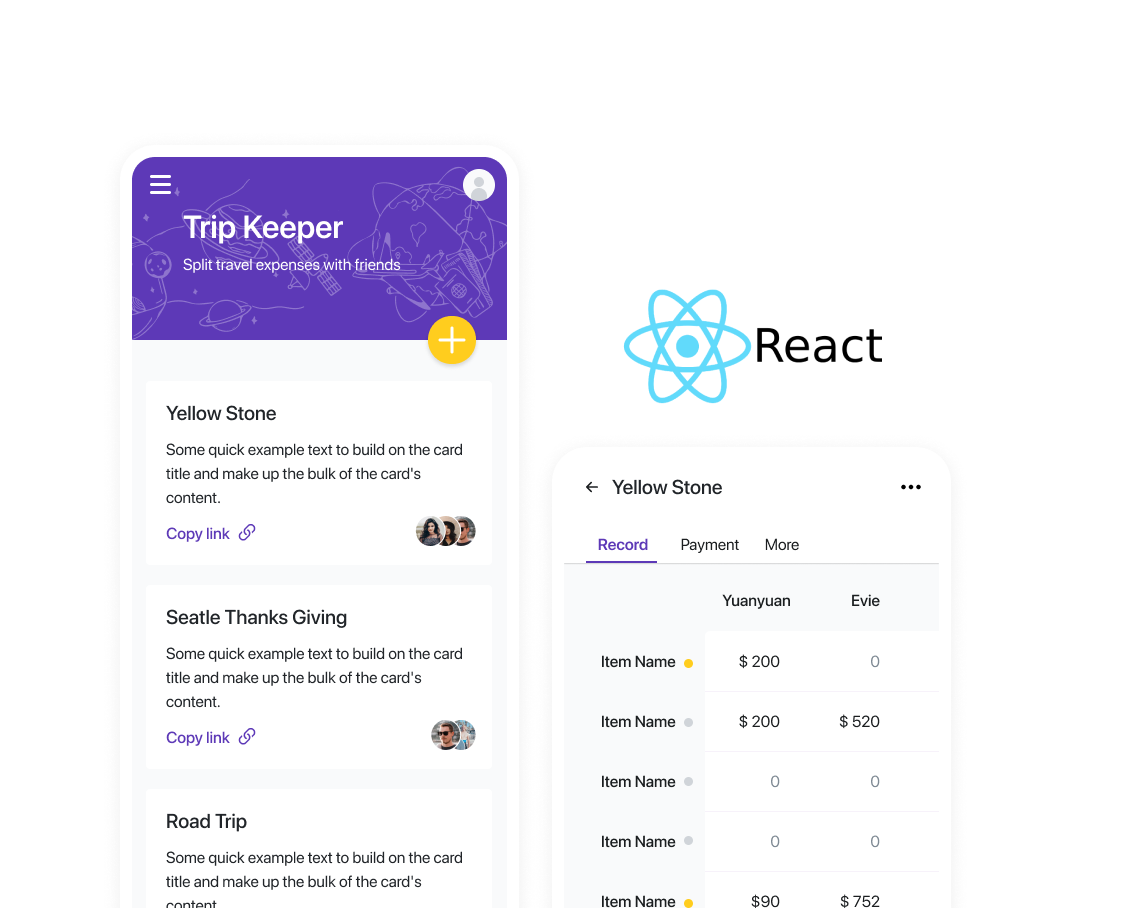 Trip Keeper
Split travel expenses with friends
Yellow Stone
Some quick example text to build on the card
title and make up the bulk of the card's
content.
Copy link
Seatle Thanks Giving
Some quick example text to build on the card
title and make up the bulk of the card's
content.
Copy link
Road Trip
Some quick example text to build on the card
title and make up the bulk of the card's
content.
React
Yellow Stone
Record Payment More
Yuanyuan Evie
Item Name $ 200 0
Item Name $ 200 $ 520
Item Name 0 0
Item Name 0 0
Item Name $90 $ 752